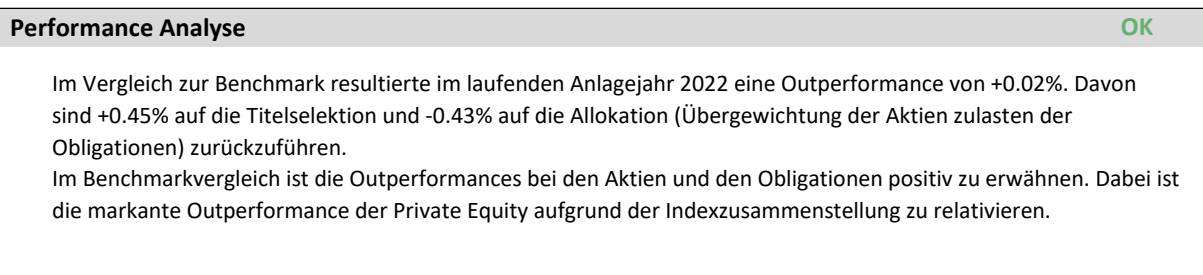 Performance Analyse OK
Im Vergleich zur Benchmark resultierte im laufenden Anlagejahr 2022 eine Outperformance von +0.02%. Davon
sind +0.45% auf die Titelselektion und -0.43% auf die Allokation (Übergewichtung der Aktien zulasten der
Obligationen) zurückzuführen.
Im Benchmarkvergleich ist die Outperformances bei den Aktien und den Obligationen positiv zu erwähnen. Dabei ist
die markante Outperformance der Private Equity aufgrund der Indexzusammenstellung zu relativieren.